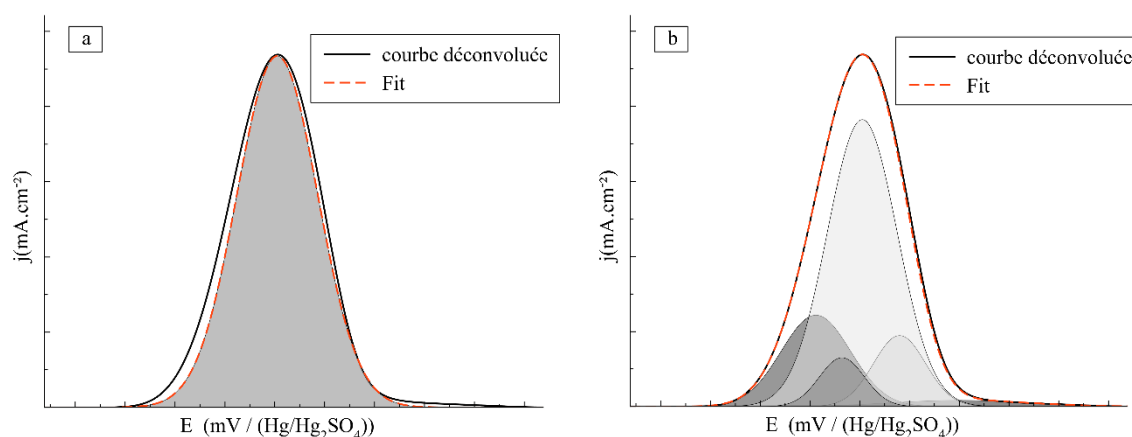 a
courbe déconvoluée
Fit
j(mA.cm⁻²)
E (mV / (Hg/Hg₂SO₄))
b
courbe déconvoluée
Fit
j(mA.cm⁻²)
E (mV / (Hg/Hg₂SO₄))